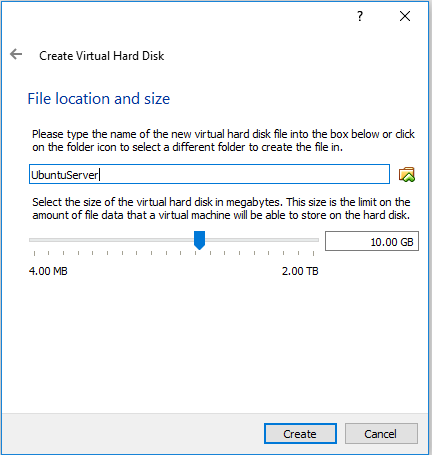 ?
Create Virtual Hard Disk
File location and size
Please type the name of the new virtual hard disk file into the box below or click
on the folder icon to select a different folder to create the file in.
UbuntuServer
Select the size of the virtual hard disk in megabytes. This size is the limit on the
amount of file data that a virtual machine will be able to store on the hard disk.
10.00 GB
4.00 MB 2.00 TB
Create Cancel